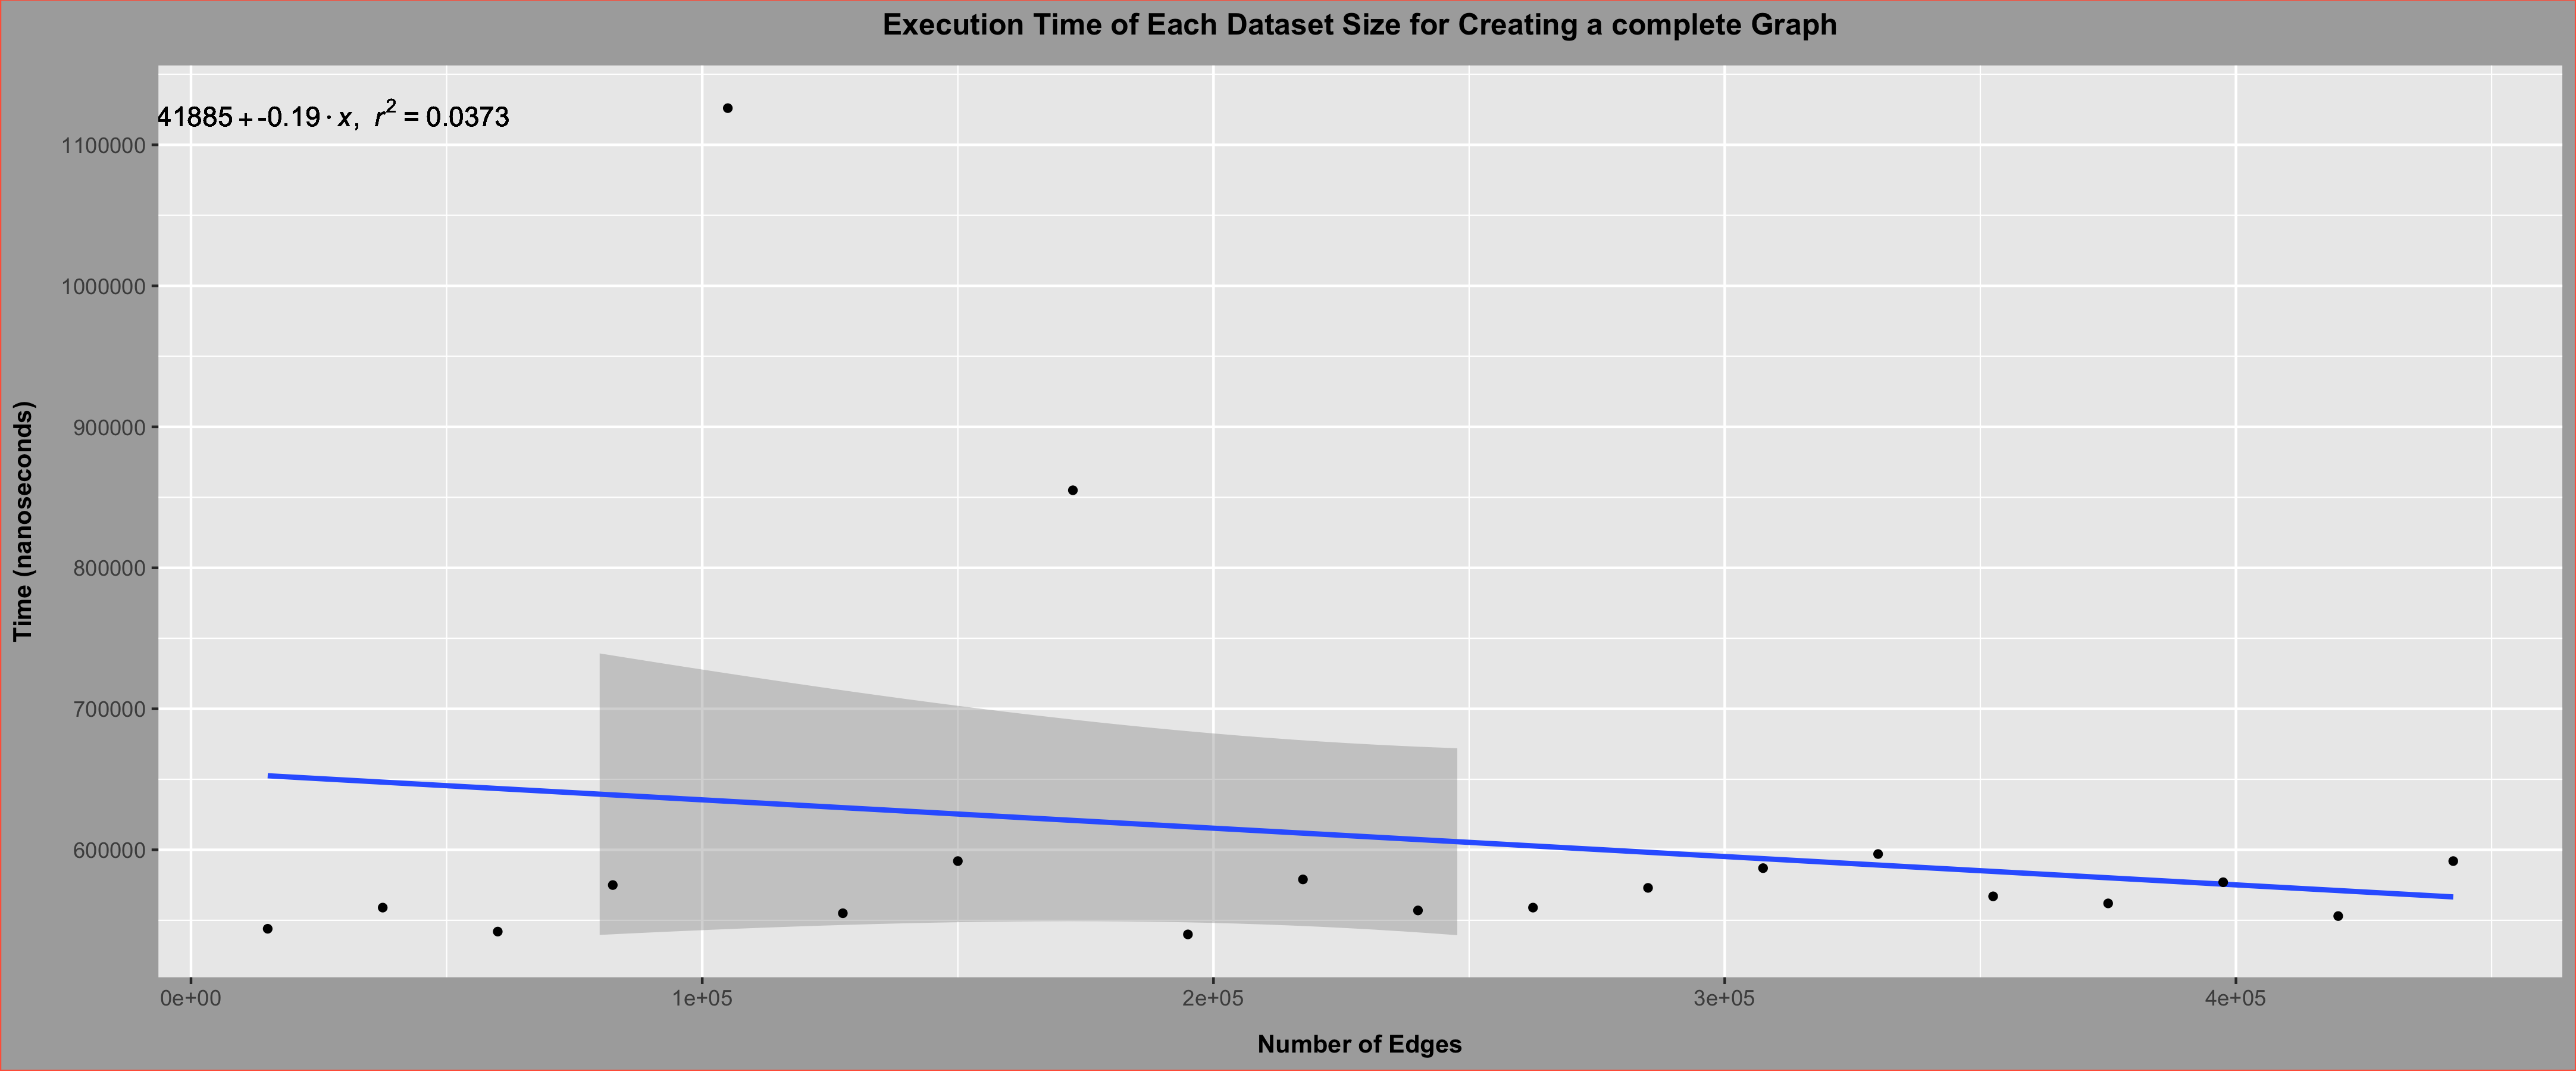 Execution Time of Each Dataset Size for Creating a complete Graph
41885 + -0.19 · x, r² = 0.0373
1100000
1000000
900000
800000
700000
600000
Time (nanoseconds)
0e+00 1e+05 2e+05 3e+05 4e+05
Number of Edges